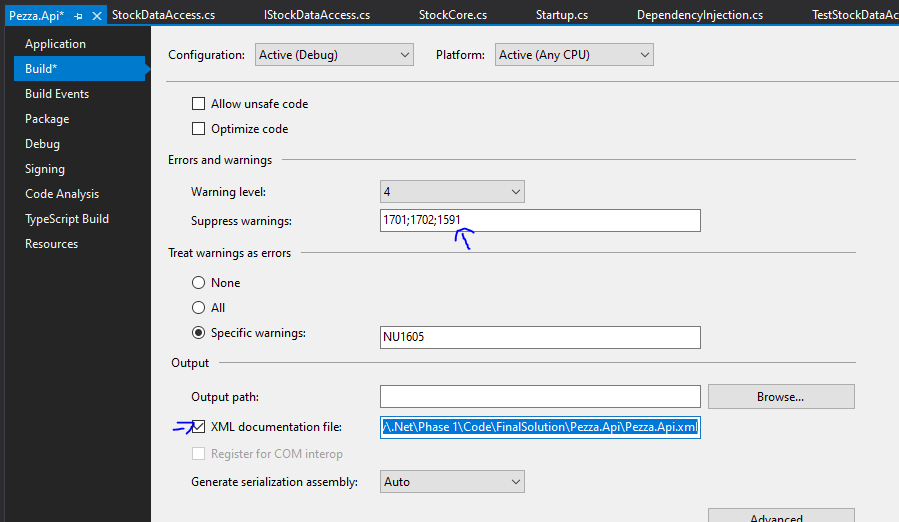 Pezza.Api* StockDataAccess.cs IStockDataAccess.cs StockCore.cs Startup.cs DependencyInjection.cs TestStockDataAc
Application
Build*
Build Events
Package
Debug
Signing
Code Analysis
TypeScript Build
Resources
Configuration: Active (Debug) Platform: Active (Any CPU)
Allow unsafe code
Optimize code
Errors and warnings
Warning level: 4
Suppress warnings: 1701;1702;1591
Treat warnings as errors
None
All
Specific warnings: NU1605
Output
Output path: Browse...
XML documentation file: /\.Net\Phase 1\Code\FinalSolution\Pezza.Api\Pezza.Api.xml
Register for COM interop
Generate serialization assembly: Auto
Advanced